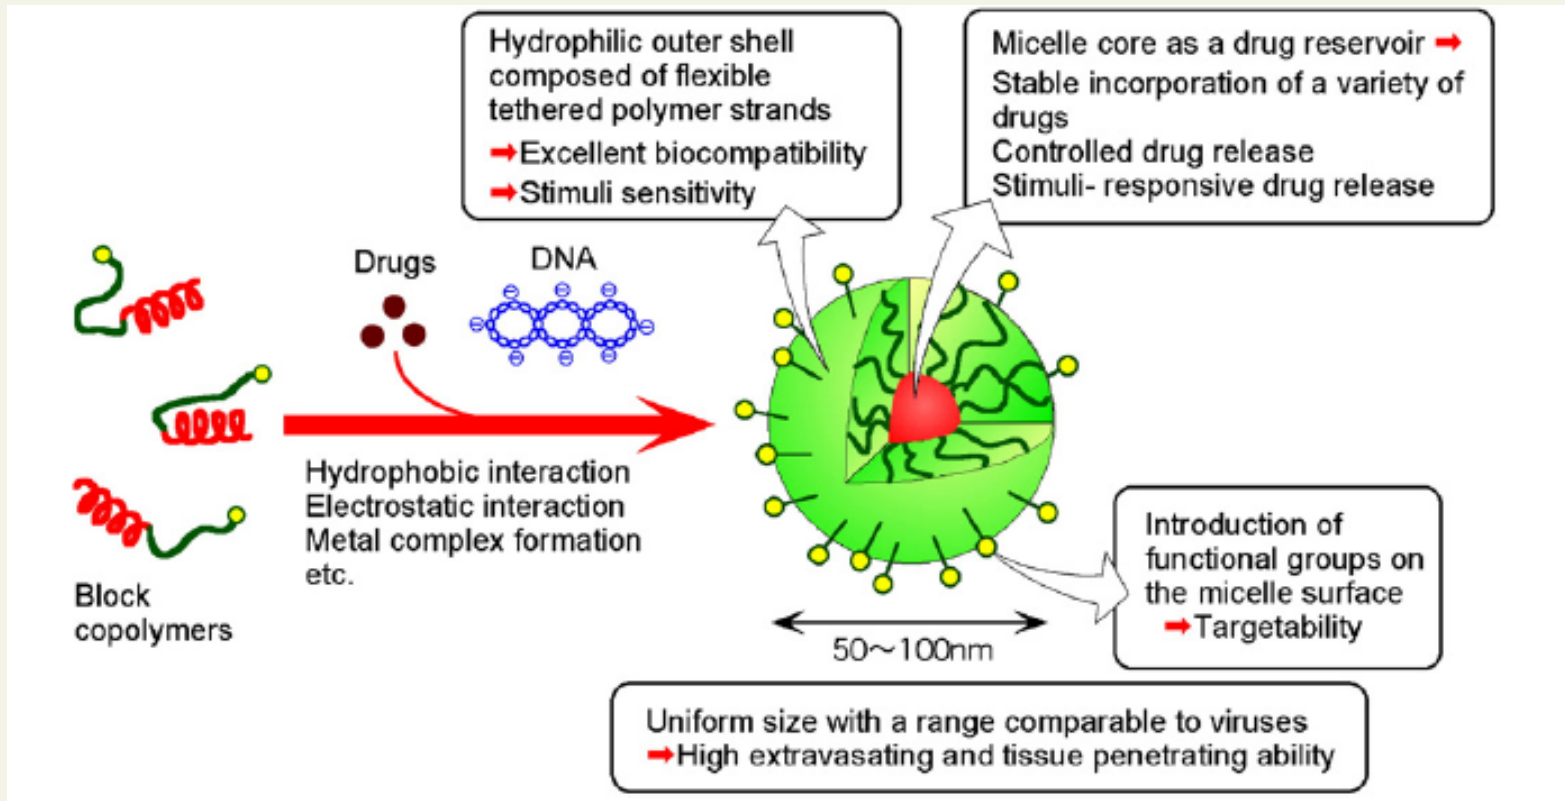 Hydrophilic outer shell
composed of flexible
tethered polymer strands
➡Excellent biocompatibility
➡Stimuli sensitivity
Micelle core as a drug reservoir ➡
Stable incorporation of a variety of
drugs
Controlled drug release
Stimuli- responsive drug release
Drugs
DNA
Hydrophobic interaction
Electrostatic interaction
Metal complex formation
etc.
Block
copolymers
50～100nm
Introduction of
functional groups on
the micelle surface
➡Targetability
Uniform size with a range comparable to viruses
➡High extravasating and tissue penetrating ability